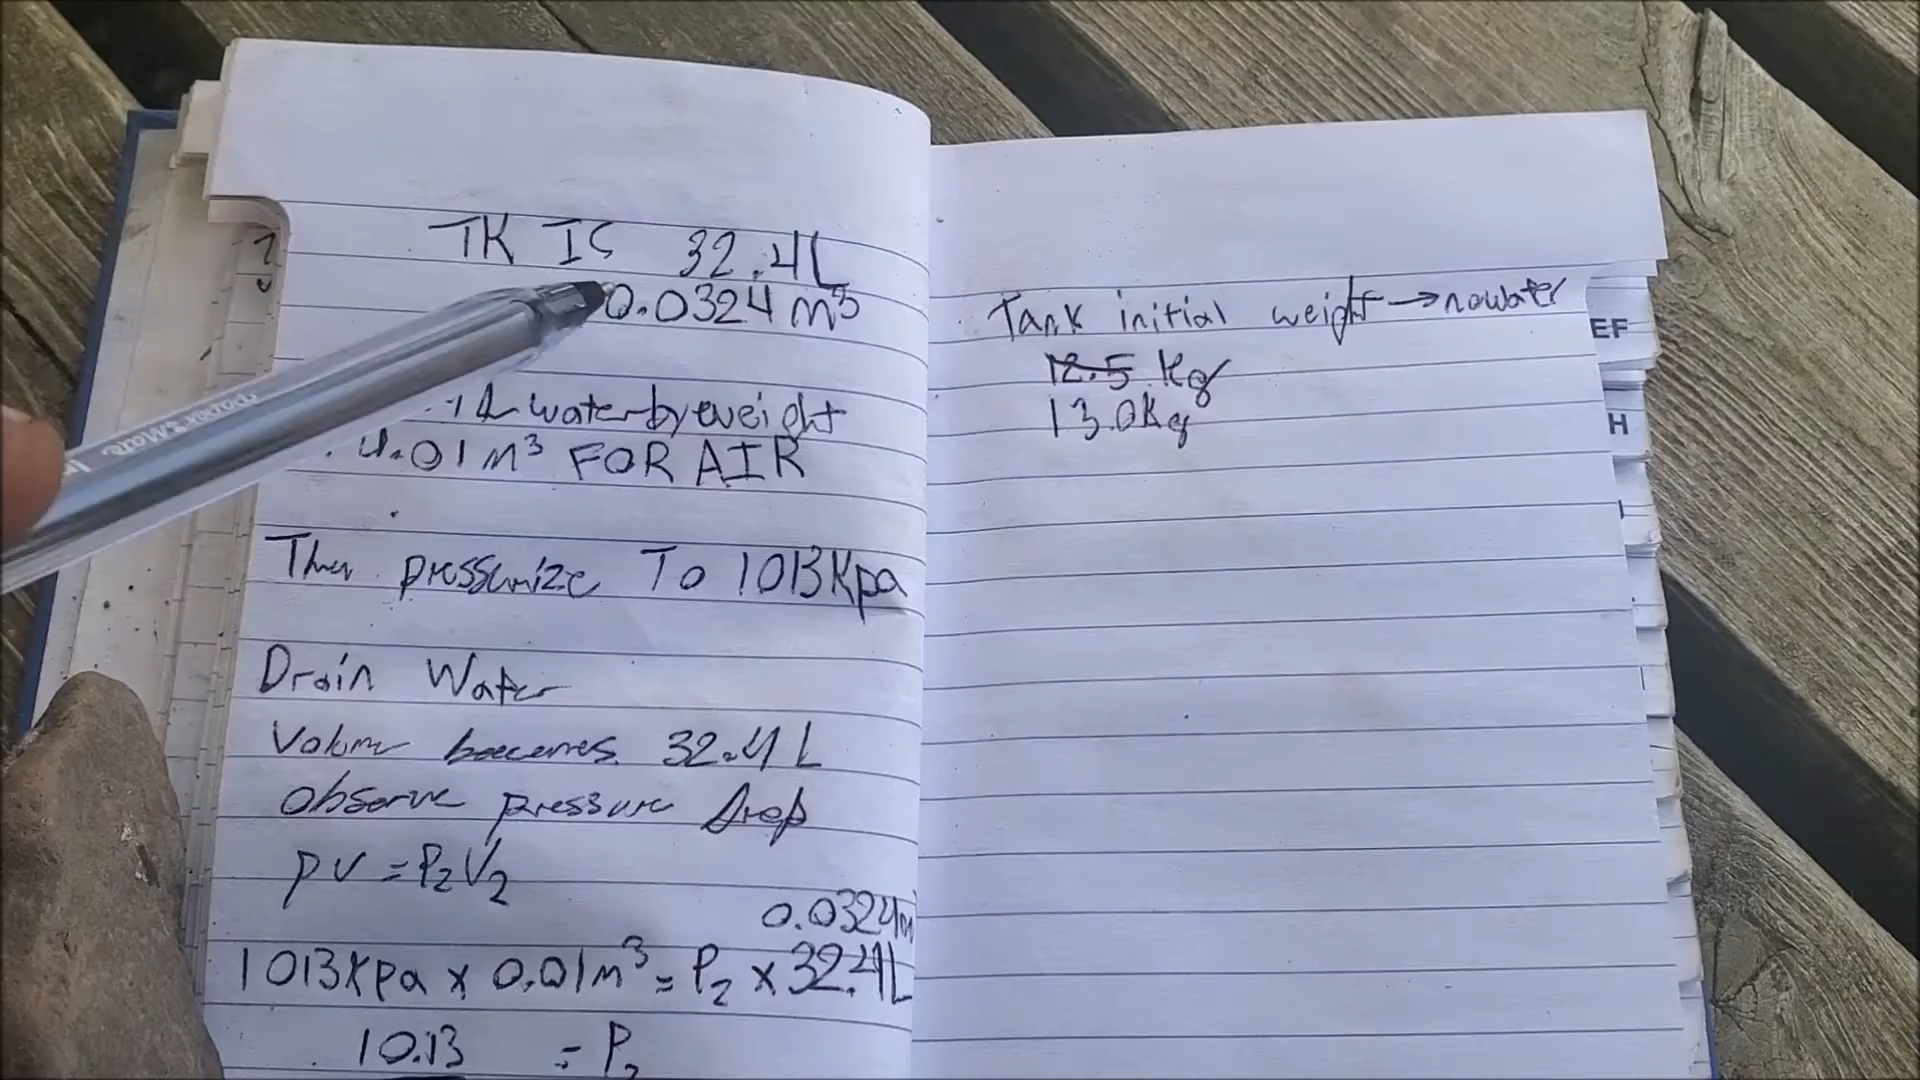 TK IS 32.4L
0.0324 m³
L water by weight
0.01 m³ FOR AIR
Then pressurize To 1013Kpa
Drain Water
Volume becomes 32.4L
observe pressure drop
PV = P₂V₂
0.0324m
1013Kpa x 0.01m³ = P₂ x 32.4L
10.13 = P₂
Tank initial weight → no water
12.5 Kg
13.0Kg
EF
H